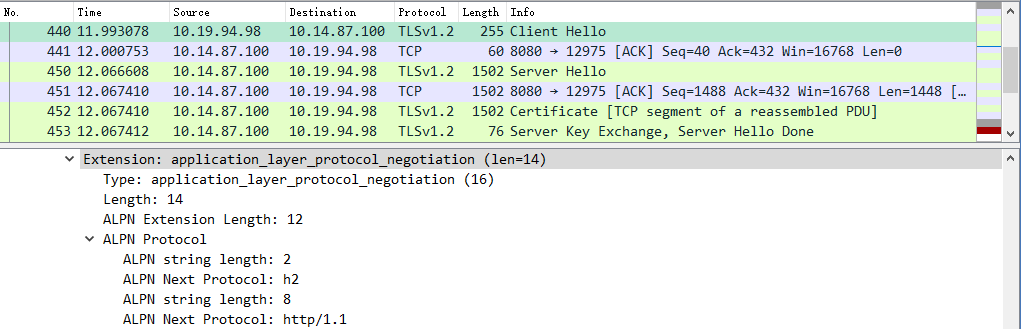 No. Time Source Destination Protocol Length Info
440 11.993078 10.19.94.98 10.14.87.100 TLSv1.2 255 Client Hello
441 12.000753 10.14.87.100 10.19.94.98 TCP 60 8080 → 12975 [ACK] Seq=40 Ack=432 Win=16768 Len=0
450 12.066608 10.14.87.100 10.19.94.98 TLSv1.2 1502 Server Hello
451 12.067410 10.14.87.100 10.19.94.98 TCP 1502 8080 → 12975 [ACK] Seq=1488 Ack=432 Win=16768 Len=1448 […
452 12.067410 10.14.87.100 10.19.94.98 TLSv1.2 1502 Certificate [TCP segment of a reassembled PDU]
453 12.067412 10.14.87.100 10.19.94.98 TLSv1.2 76 Server Key Exchange, Server Hello Done
Extension: application_layer_protocol_negotiation (len=14)
Type: application_layer_protocol_negotiation (16)
Length: 14
ALPN Extension Length: 12
ALPN Protocol
ALPN string length: 2
ALPN Next Protocol: h2
ALPN string length: 8
ALPN Next Protocol: http/1.1